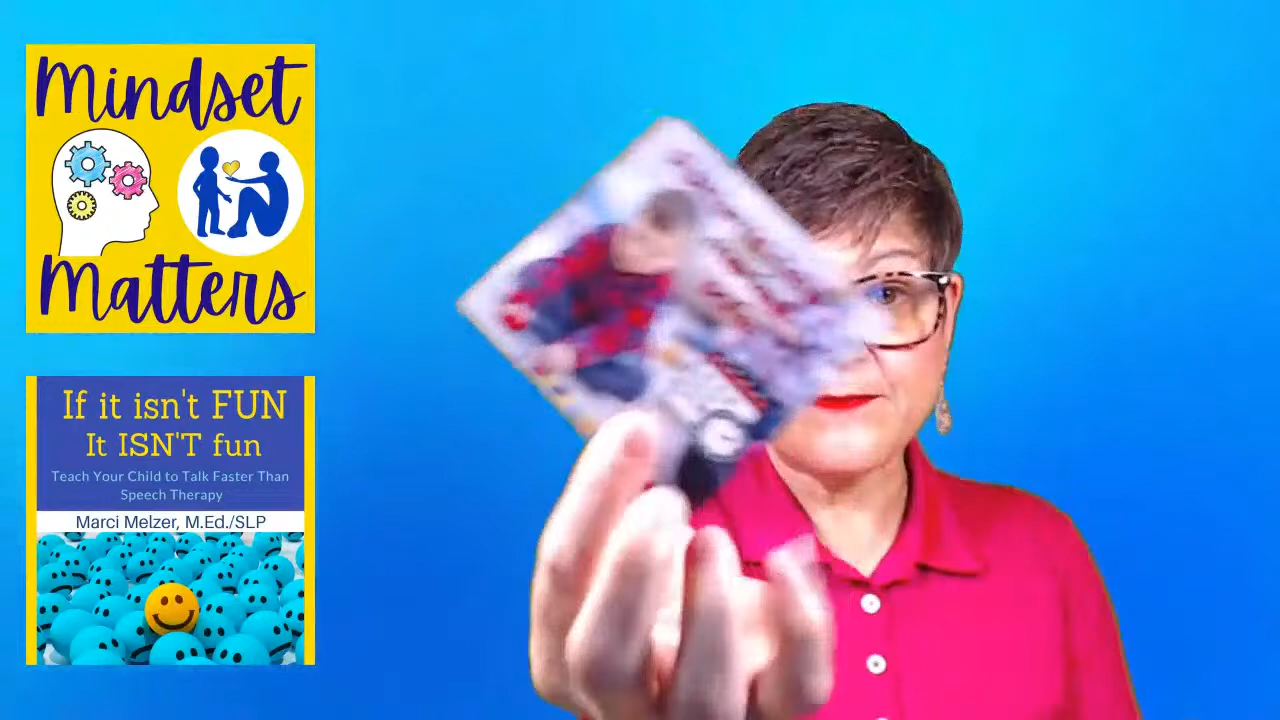 Mindset
Matters
If it isn't FUN
It ISN'T fun
Teach Your Child to Talk Faster Than
Speech Therapy
Marci Melzer, M.Ed./SLP